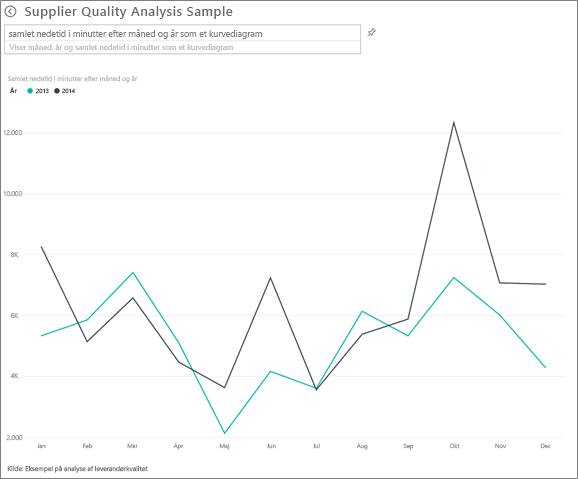 Supplier Quality Analysis Sample
samlet nedetid i minutter efter måned og år som et kurvediagram
Viser måned, år og samlet nedetid i minutter som et kurvediagram
Samlet nedetid i minutter efter måned og år
År 2013 2014
12.000
10.000
8K
6K
4K
2.000
Jan Feb Mar Apr Maj Jun Jul Aug Sep Okt Nov Dec
Kilde: Eksempel på analyse af leverandørkvalitet